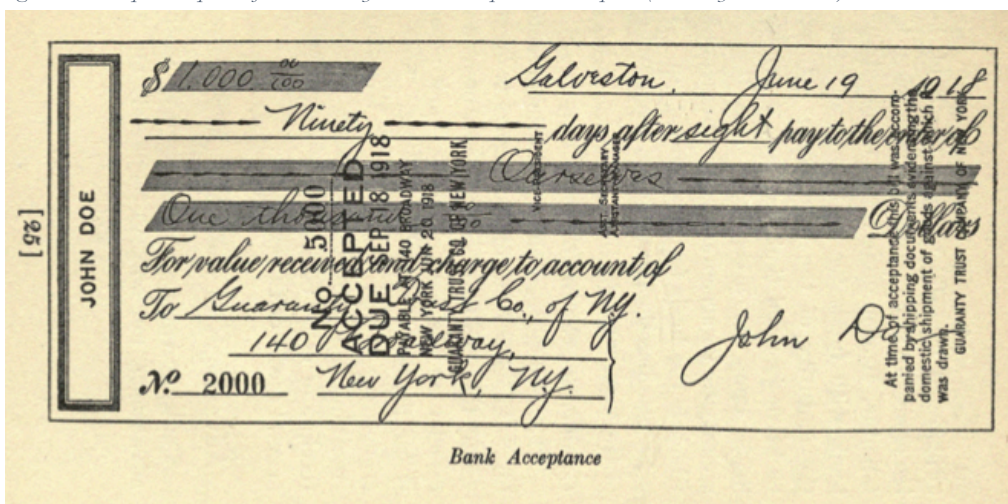 $ 1.000. 00/100 Galveston, June 19 1918
Ninety days after sight pay to the order of
Ourselves
One thousand Dollars
For value received and charge to account of
To Guaranty Trust Co., of N.Y.
140 Broadway,
New York, N.Y.
No. 2000
John Doe
JOHN DOE
[25]
NO. 5000
ACCEPTED
DUE SEP 18 1918
PAYABLE AT 140 BROADWAY
NEW YORK JUN 20 1918
GUARANTY TRUST CO. OF NEW YORK
VICE PRESIDENT
ASST. SECRETARY
At time of acceptance this bill was accom-
panied by shipping documents evidencing the
domestic shipment of goods against which it
was drawn.
GUARANTY TRUST COMPANY OF NEW YORK
Bank Acceptance